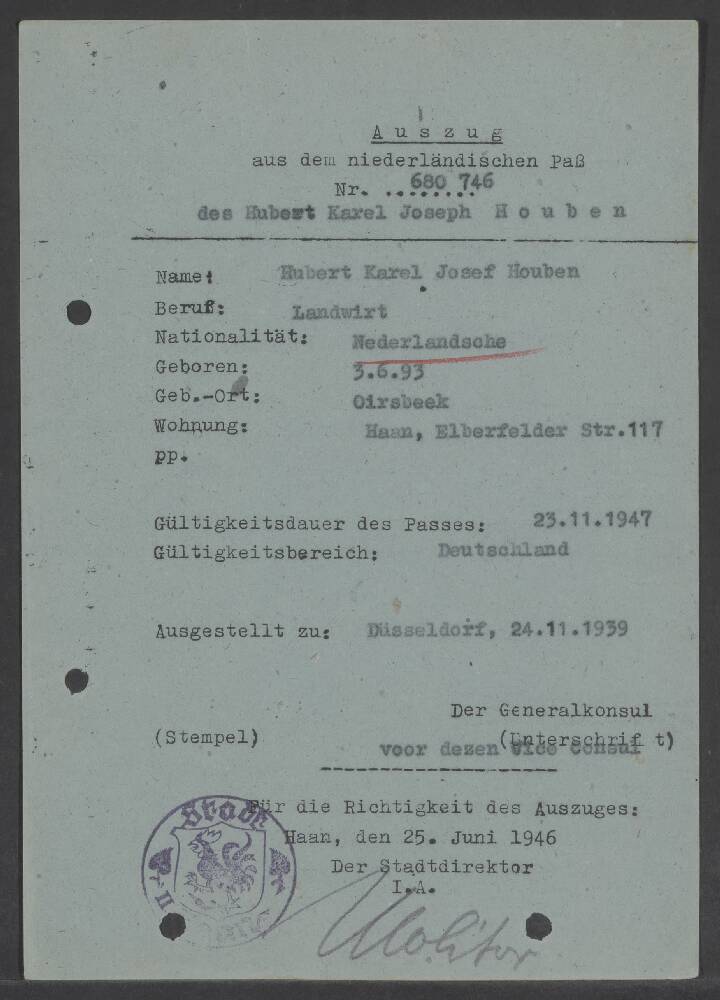 Auszug
aus dem niederländischen Paß
Nr. 680 746
des Hubert Karel Joseph Houben
Name: Hubert Karel Josef Houben
Beruf: Landwirt
Nationalität: Nederlandsche
Geboren: 3.6.93
Geb.-Ort: Oirsbeek
Wohnung: Haan, Elberfelder Str.117
pp.
Gültigkeitsdauer des Passes: 23.11.1947
Gültigkeitsbereich: Deutschland
Ausgestellt zu: Düsseldorf, 24.11.1939
Der Generalkonsul
(Stempel) (Unterschrift)
voor dezen Vice Consul
Für die Richtigkeit des Auszuges:
Haan, den 25. Juni 1946
Der Stadtdirektor
I.A.
Molitor
Stadt